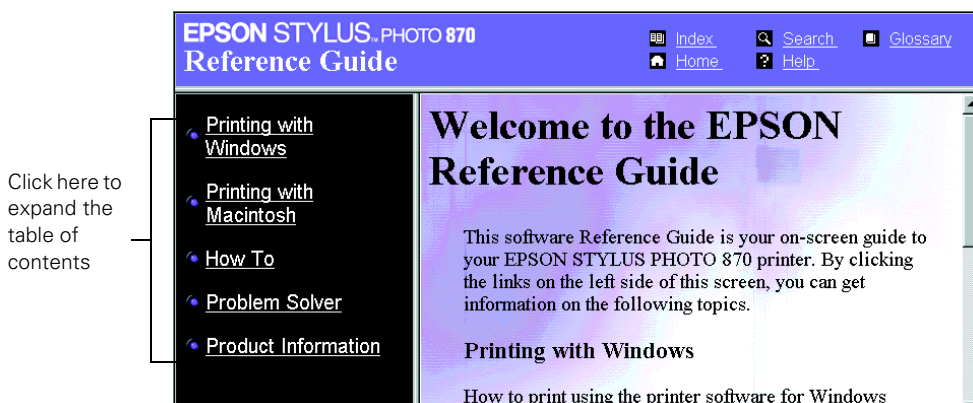 EPSON STYLUS™ PHOTO 870
Reference Guide
Index
Search
Glossary
Home
Help
Click here to
expand the
table of
contents
Printing with
Windows
Printing with
Macintosh
How To
Problem Solver
Product Information
Welcome to the EPSON
Reference Guide
This software Reference Guide is your on-screen guide to
your EPSON STYLUS PHOTO 870 printer. By clicking
the links on the left side of this screen, you can get
information on the following topics.
Printing with Windows
How to print using the printer software for Windows